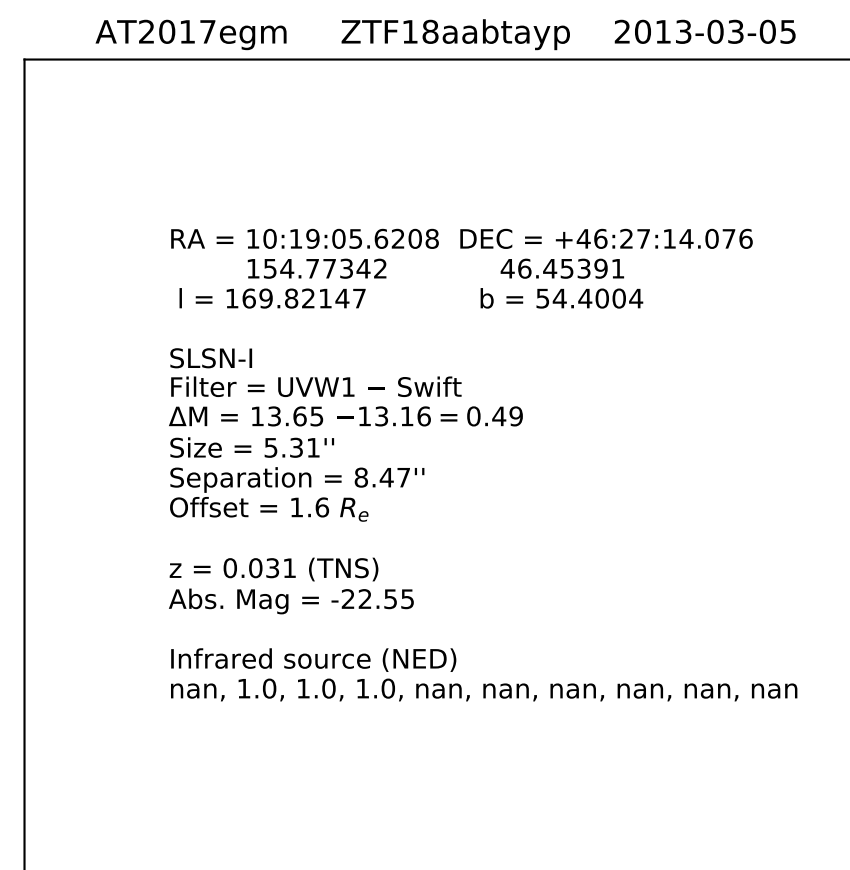 AT2017egm ZTF18aabtayp 2013-03-05
RA = 10:19:05.6208 DEC = +46:27:14.076
154.77342 46.45391
l = 169.82147 b = 54.4004
SLSN-I
Filter = UVW1 − Swift
ΔM = 13.65 −13.16 = 0.49
Size = 5.31''
Separation = 8.47''
Offset = 1.6 Re
z = 0.031 (TNS)
Abs. Mag = -22.55
Infrared source (NED)
nan, 1.0, 1.0, 1.0, nan, nan, nan, nan, nan, nan